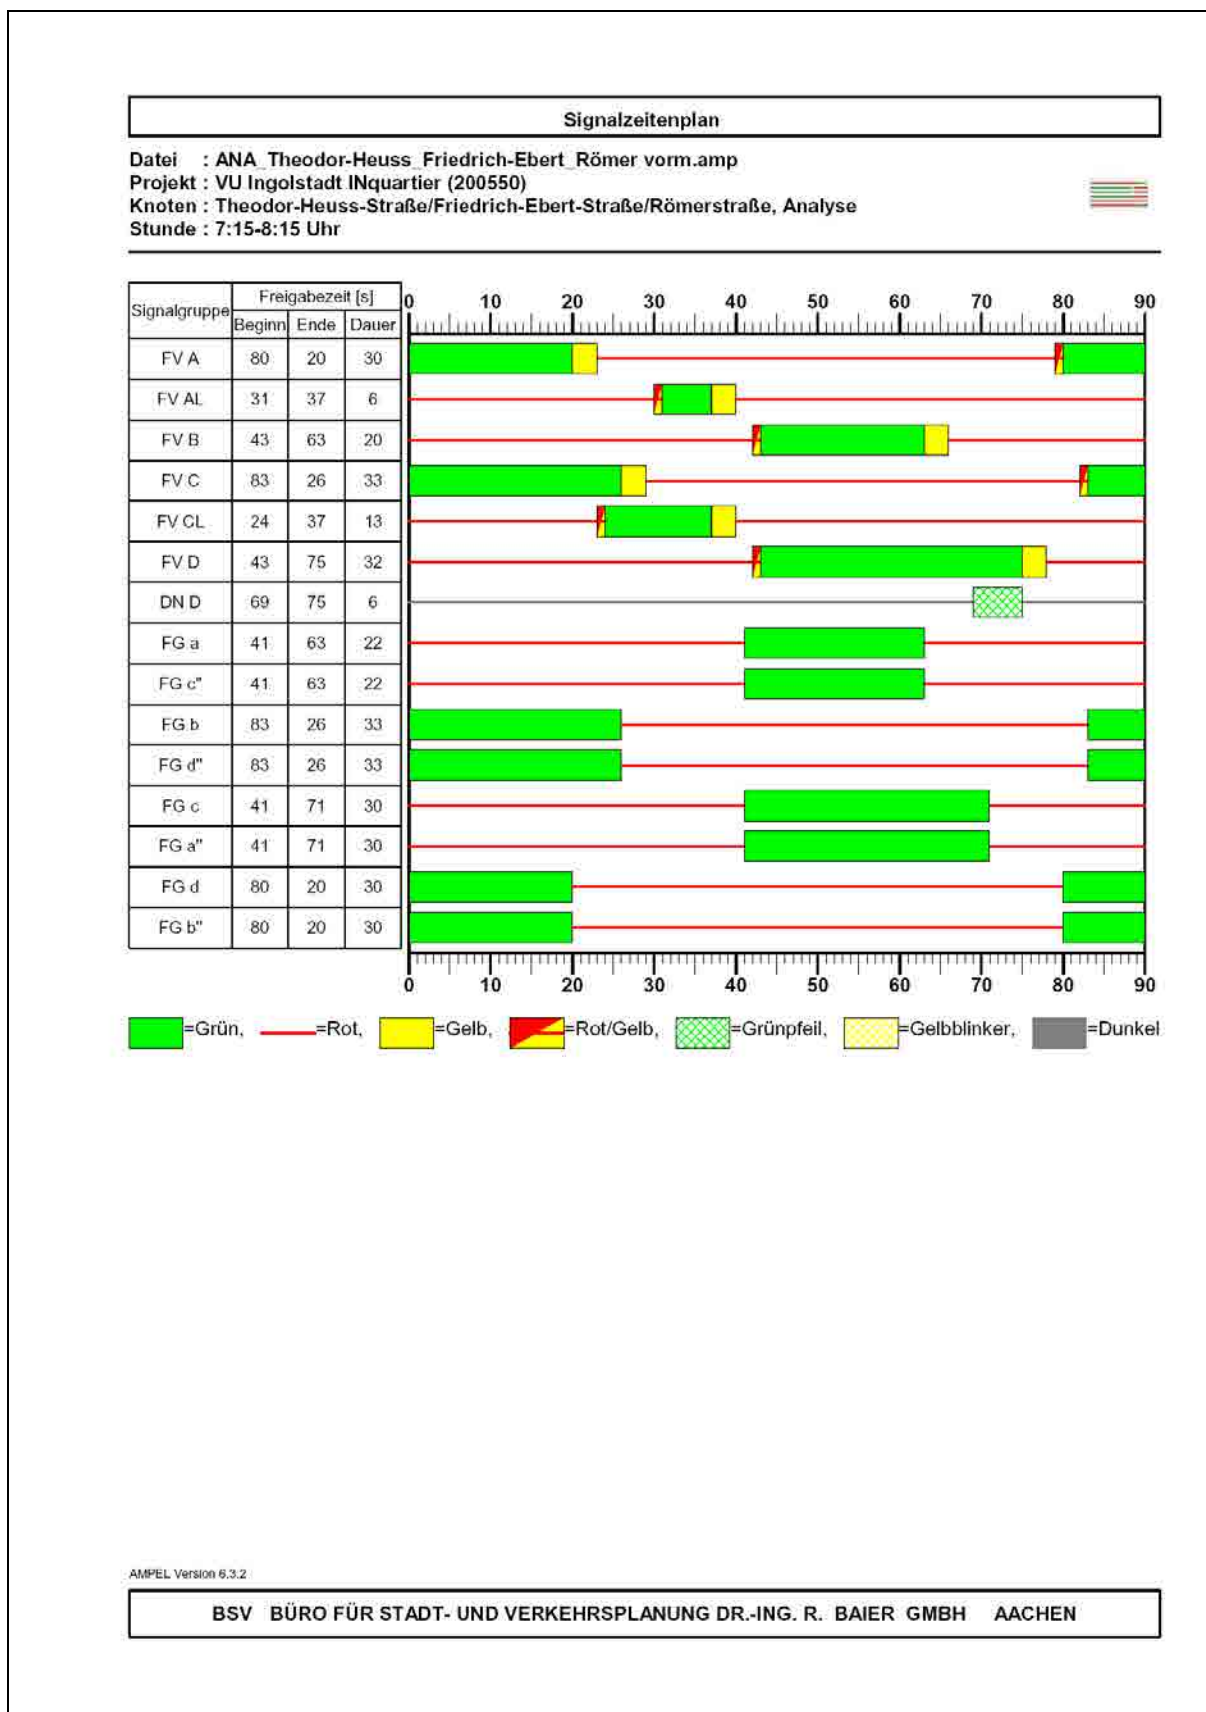 Signalzeitenplan
Datei : ANA_Theodor-Heuss_Friedrich-Ebert_Römer vorm.amp
Projekt : VU Ingolstadt INquartier (200550)
Knoten : Theodor-Heuss-Straße/Friedrich-Ebert-Straße/Römerstraße, Analyse
Stunde : 7:15-8:15 Uhr
Signalgruppe Freigabezeit [s]
Beginn Ende Dauer
0 10 20 30 40 50 60 70 80 90
FV A 80 20 30
FV AL 31 37 6
FV B 43 63 20
FV C 83 26 33
FV CL 24 37 13
FV D 43 75 32
DN D 69 75 6
FG a 41 63 22
FG c" 41 63 22
FG b 83 26 33
FG d" 83 26 33
FG c 41 71 30
FG a" 41 71 30
FG d 80 20 30
FG b" 80 20 30
0 10 20 30 40 50 60 70 80 90
=Grün, =Rot, =Gelb, =Rot/Gelb, =Grünpfeil, =Gelbblinker, =Dunkel
AMPEL Version 6.3.2
BSV BÜRO FÜR STADT- UND VERKEHRSPLANUNG DR.-ING. R. BAIER GMBH AACHEN